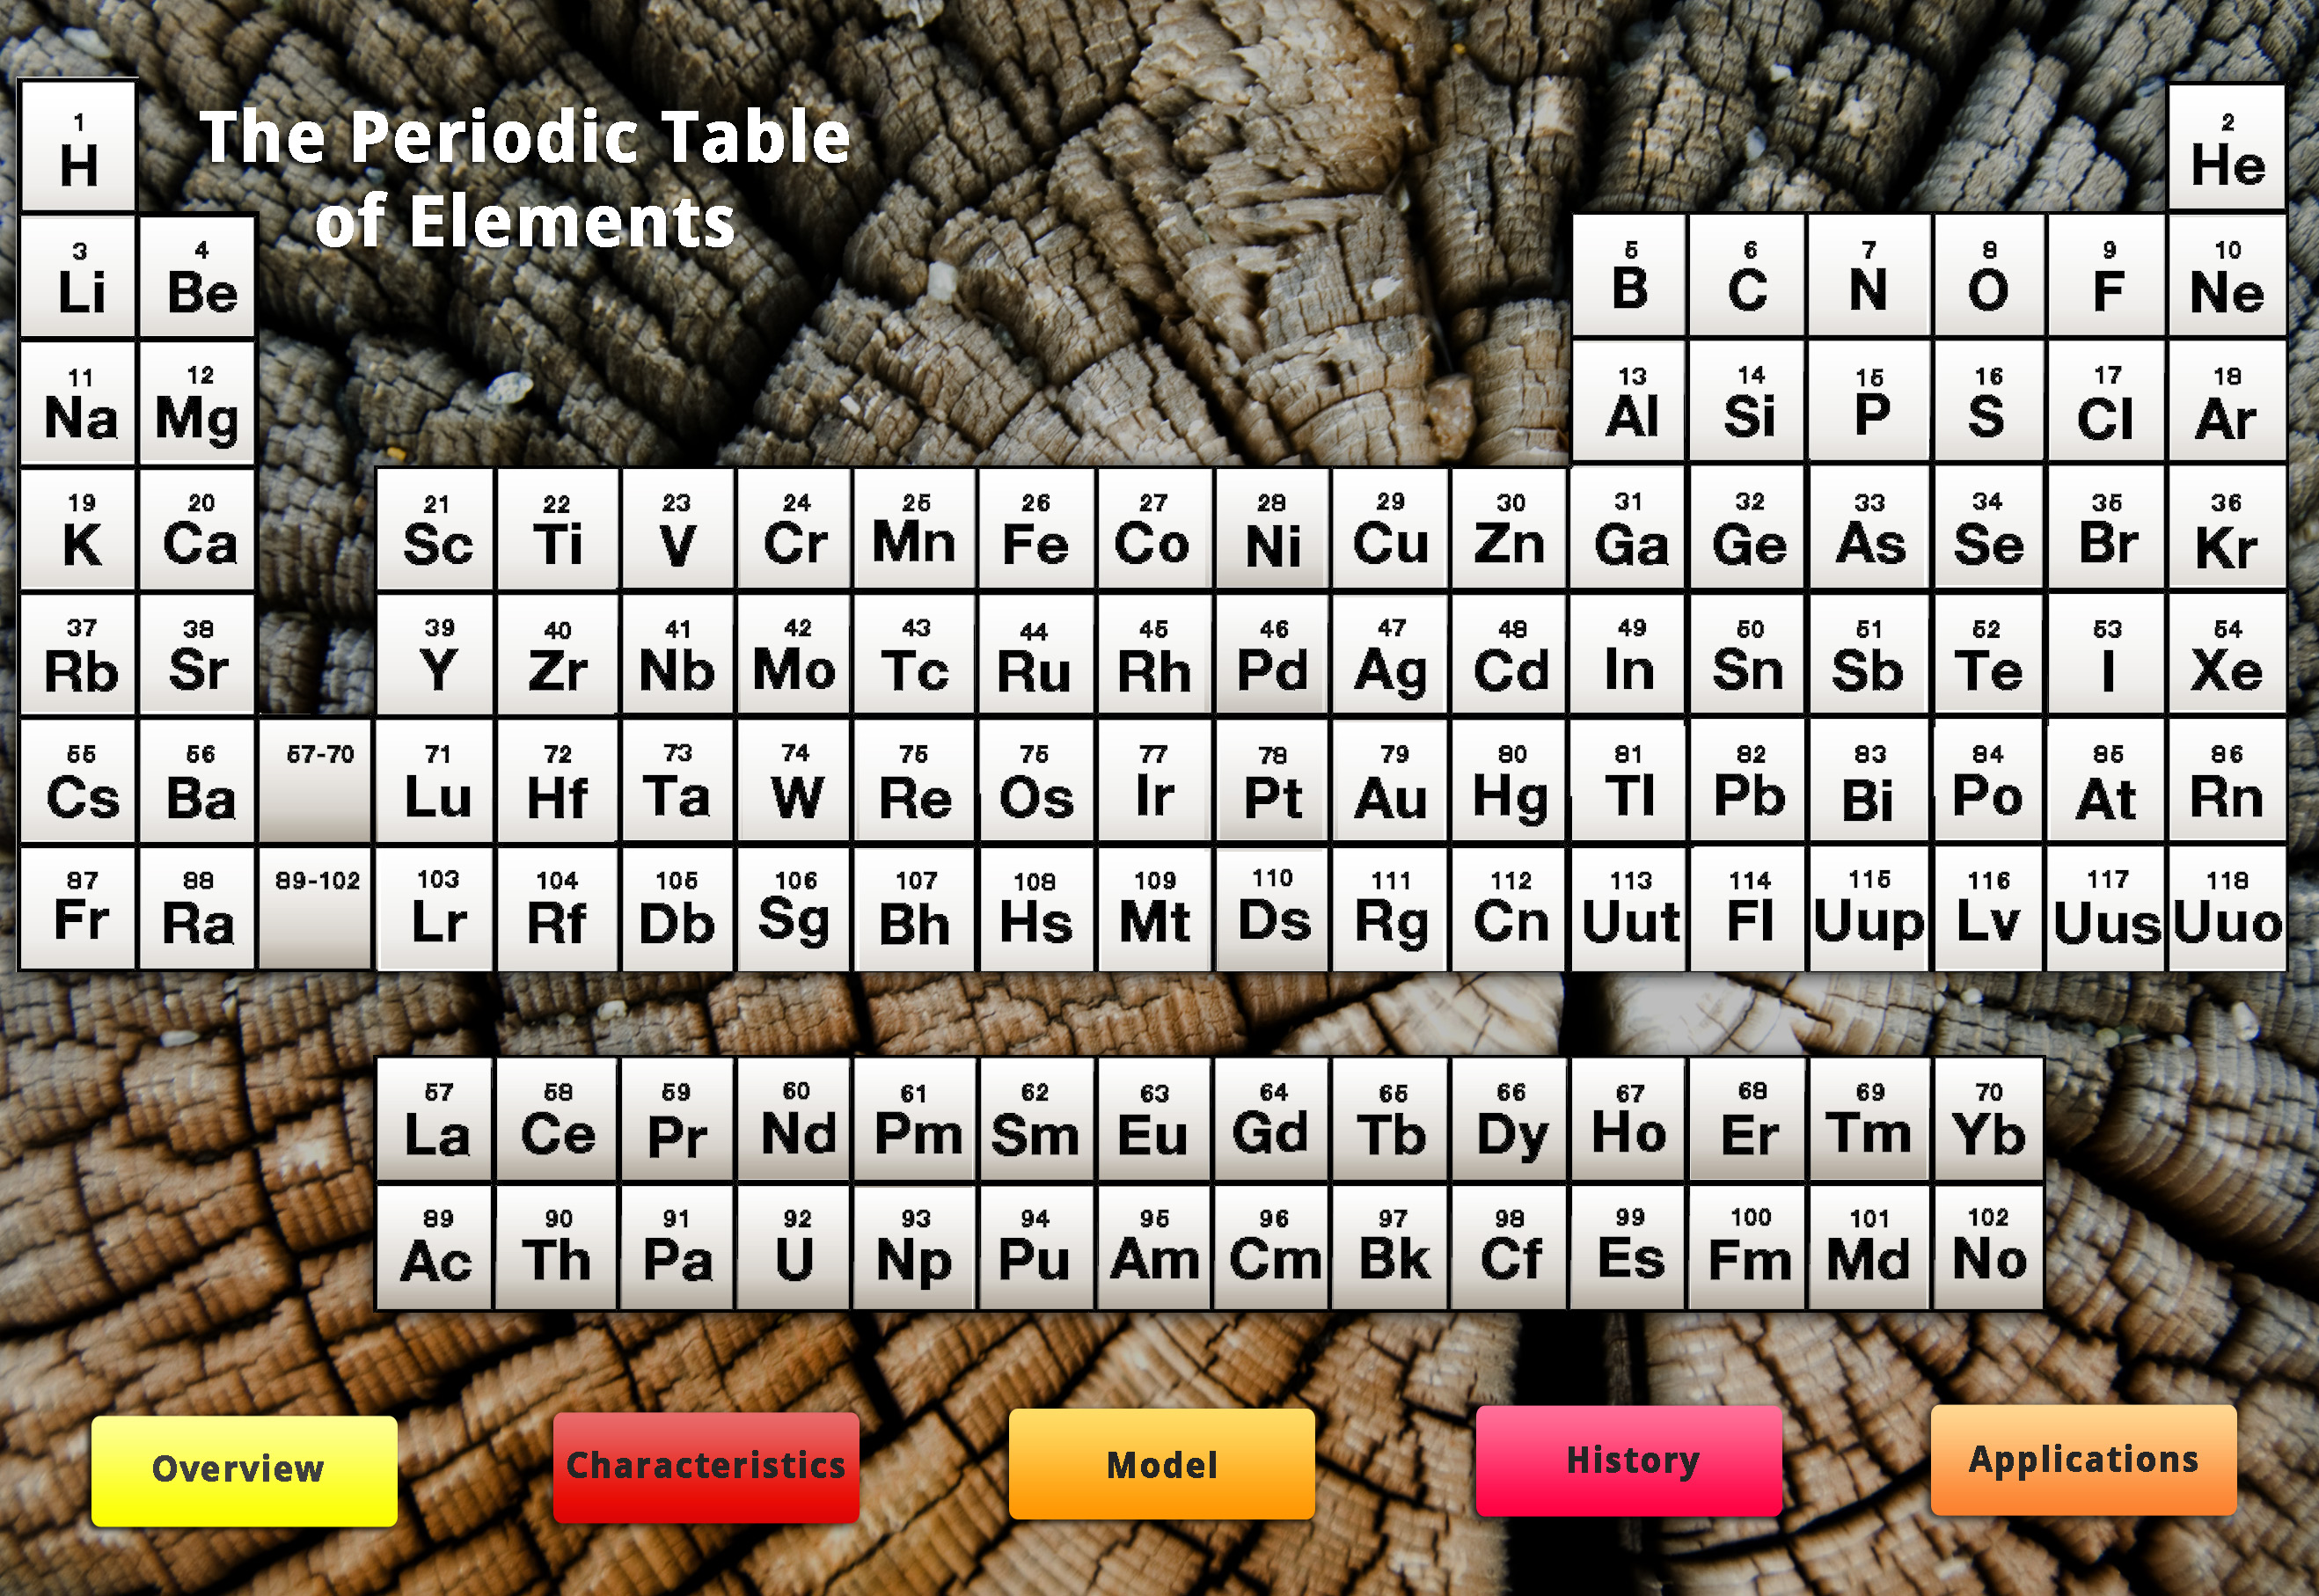 The Periodic Table
of Elements
1 2
H He
3 4 5 6 7 8 9 10
Li Be B C N O F Ne
11 12 13 14 15 16 17 18
Na Mg Al Si P S Cl Ar
19 20 21 22 23 24 25 26 27 28 29 30 31 32 33 34 35 36
K Ca Sc Ti V Cr Mn Fe Co Ni Cu Zn Ga Ge As Se Br Kr
37 38 39 40 41 42 43 44 45 46 47 48 49 50 51 52 53 54
Rb Sr Y Zr Nb Mo Tc Ru Rh Pd Ag Cd In Sn Sb Te I Xe
55 56 57-70 71 72 73 74 75 75 77 78 79 80 81 82 83 84 85 86
Cs Ba Lu Hf Ta W Re Os Ir Pt Au Hg Tl Pb Bi Po At Rn
87 88 89-102 103 104 105 106 107 108 109 110 111 112 113 114 115 116 117 118
Fr Ra Lr Rf Db Sg Bh Hs Mt Ds Rg Cn Uut Fl Uup Lv Uus Uuo
57 58 59 60 61 62 63 64 65 66 67 68 69 70
La Ce Pr Nd Pm Sm Eu Gd Tb Dy Ho Er Tm Yb
89 90 91 92 93 94 95 96 97 98 99 100 101 102
Ac Th Pa U Np Pu Am Cm Bk Cf Es Fm Md No
Overview Characteristics Model History Applications